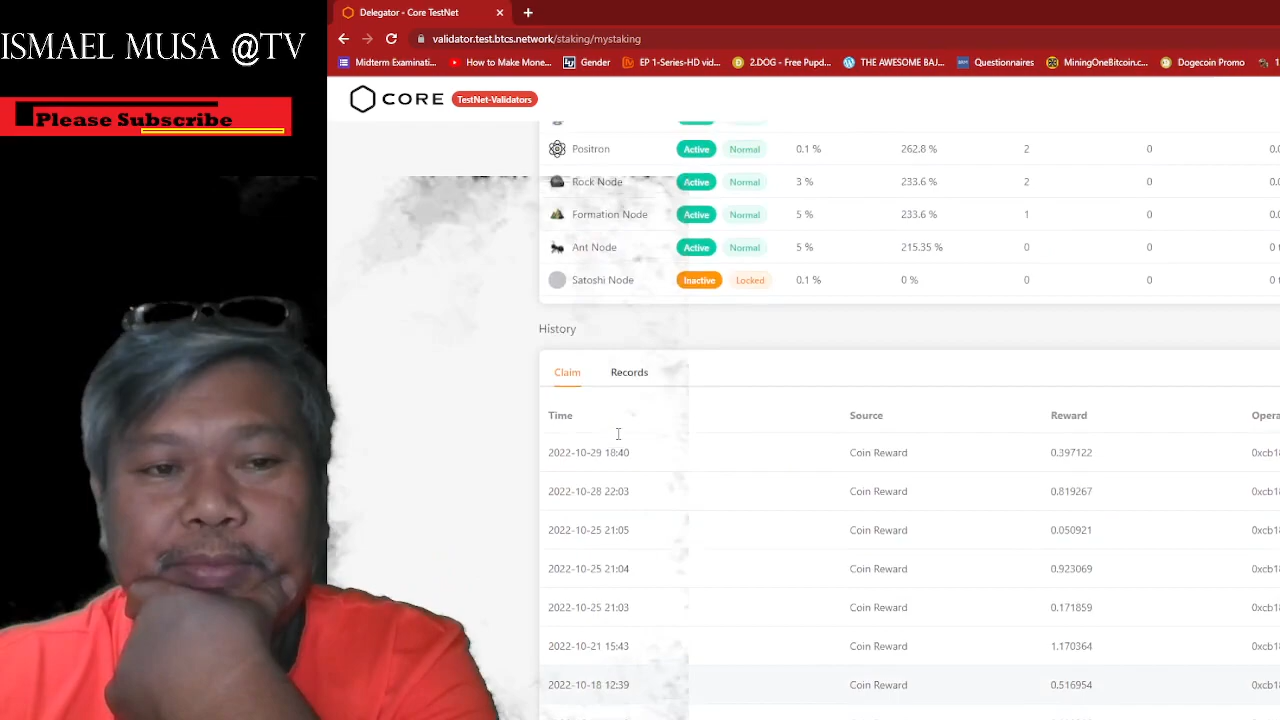 ISMAEL MUSA @TV
Please Subscribe
Delegator - Core TestNet
validator.test.btcs.network/staking/mystaking
Midterm Examinati... How to Make Mone... Gender EP 1-Series-HD vid... 2.DOG - Free Pupd... THE AWESOME BAJ... Questionnaires MiningOneBitcoin.c... Dogecoin Promo
CORE TestNet-Validators
Positron Active Normal 0.1 % 262.8 % 2 0
Rock Node Active Normal 3 % 233.6 % 2 0
Formation Node Active Normal 5 % 233.6 % 1 0
Ant Node Active Normal 5 % 215.35 % 0 0
Satoshi Node Inactive Locked 0.1 % 0 % 0 0
History
Claim Records
Time Source Reward Opera
2022-10-29 18:40 Coin Reward 0.397122 0xcb1
2022-10-28 22:03 Coin Reward 0.819267 0xcb1
2022-10-25 21:05 Coin Reward 0.050921 0xcb1
2022-10-25 21:04 Coin Reward 0.923069 0xcb1
2022-10-25 21:03 Coin Reward 0.171859 0xcb1
2022-10-21 15:43 Coin Reward 1.170364 0xcb1
2022-10-18 12:39 Coin Reward 0.516954 0xcb1